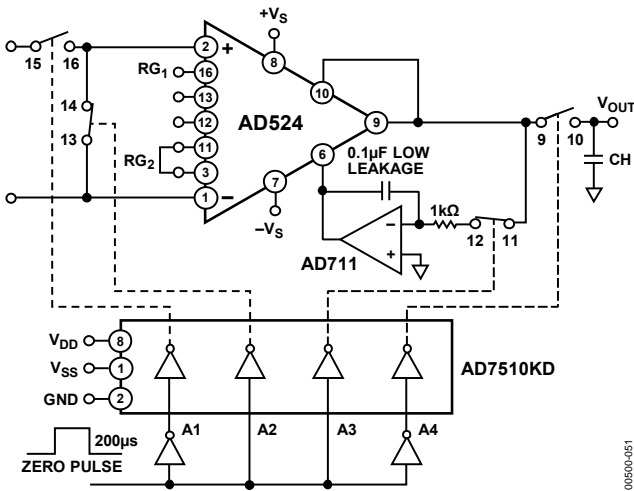 +VS
15
16
2
+
8
RG1
16
10
VOUT
14
13
AD524
9
9
10
13
12
11
6
0.1µF LOW
LEAKAGE
CH
RG2
3
1
−
7
−VS
−
1kΩ
12
11
+
AD711
VDD
8
VSS
1
AD7510KD
GND
2
200µs
A1
A2
A3
A4
ZERO PULSE
00500-051